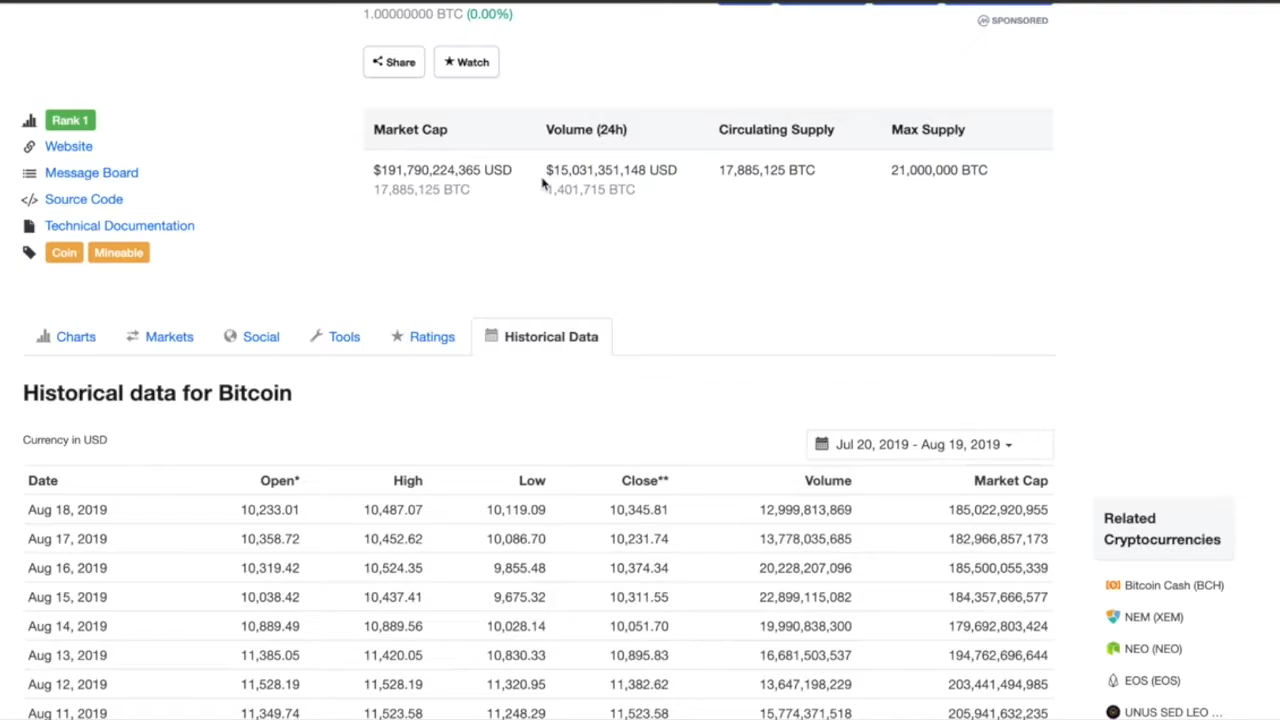 1.00000000 BTC (0.00%)
SPONSORED
Share Watch
Rank 1
Website
Message Board
Source Code
Technical Documentation
Coin Mineable
Market Cap Volume (24h) Circulating Supply Max Supply
$191,790,224,365 USD $15,031,351,148 USD 17,885,125 BTC 21,000,000 BTC
17,885,125 BTC 1,401,715 BTC
Charts Markets Social Tools Ratings Historical Data
Historical data for Bitcoin
Currency in USD
Jul 20, 2019 - Aug 19, 2019
Date Open* High Low Close** Volume Market Cap
Aug 18, 2019 10,233.01 10,487.07 10,119.09 10,345.81 12,999,813,869 185,022,920,955
Aug 17, 2019 10,358.72 10,452.62 10,086.70 10,231.74 13,778,035,685 182,966,857,173
Aug 16, 2019 10,319.42 10,524.35 9,855.48 10,374.34 20,228,207,096 185,500,055,339
Aug 15, 2019 10,038.42 10,437.41 9,675.32 10,311.55 22,899,115,082 184,357,666,577
Aug 14, 2019 10,889.49 10,889.56 10,028.14 10,051.70 19,990,838,300 179,692,803,424
Aug 13, 2019 11,385.05 11,420.05 10,830.33 10,895.83 16,681,503,537 194,762,696,644
Aug 12, 2019 11,528.19 11,528.19 11,320.95 11,382.62 13,647,198,229 203,441,494,985
Aug 11, 2019 11,349.74 11,523.58 11,248.29 11,523.58 15,774,371,518 205,941,632,235
Related
Cryptocurrencies
Bitcoin Cash (BCH)
NEM (XEM)
NEO (NEO)
EOS (EOS)
UNUS SED LEO ...